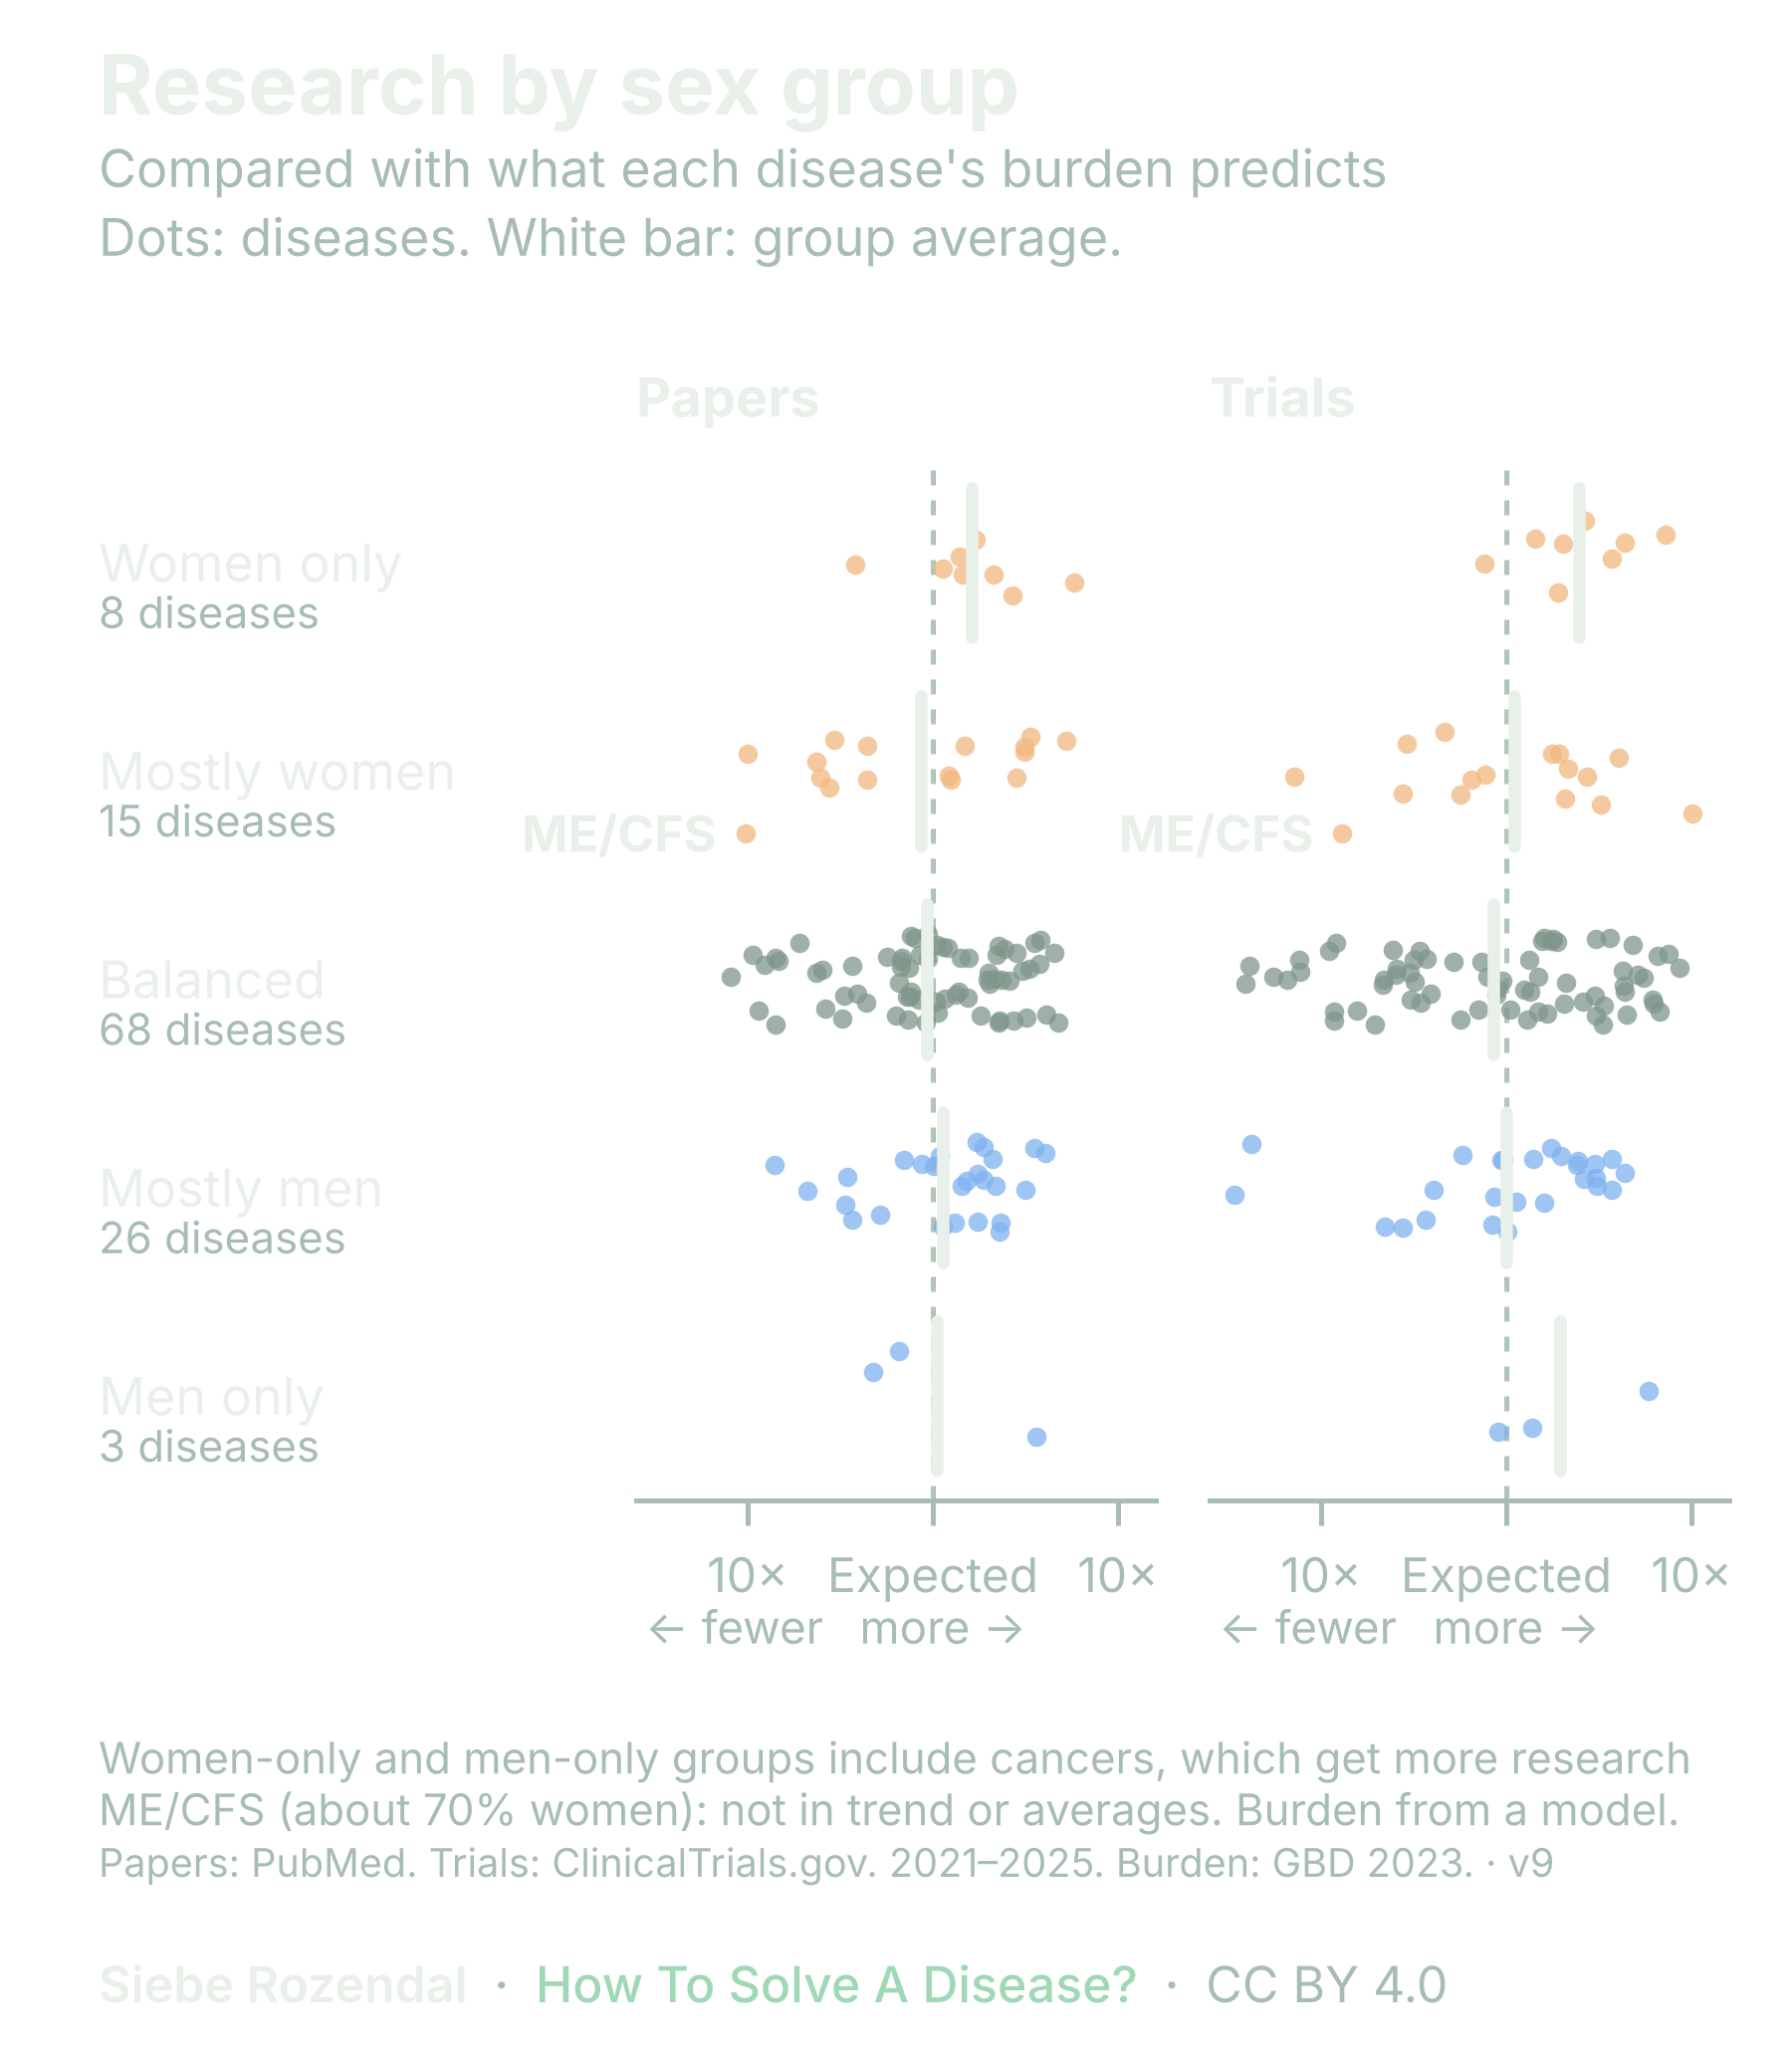 Research by sex group
Compared with what each disease's burden predicts
Dots: diseases. White bar: group average.
Papers
Trials
Women only
8 diseases
Mostly women
15 diseases
ME/CFS
ME/CFS
Balanced
68 diseases
Mostly men
26 diseases
Men only
3 diseases
10× Expected 10×
← fewer more →
10× Expected 10×
← fewer more →
Women-only and men-only groups include cancers, which get more research
ME/CFS (about 70% women): not in trend or averages. Burden from a model.
Papers: PubMed. Trials: ClinicalTrials.gov. 2021–2025. Burden: GBD 2023. · v9
Siebe Rozendal · How To Solve A Disease? · CC BY 4.0